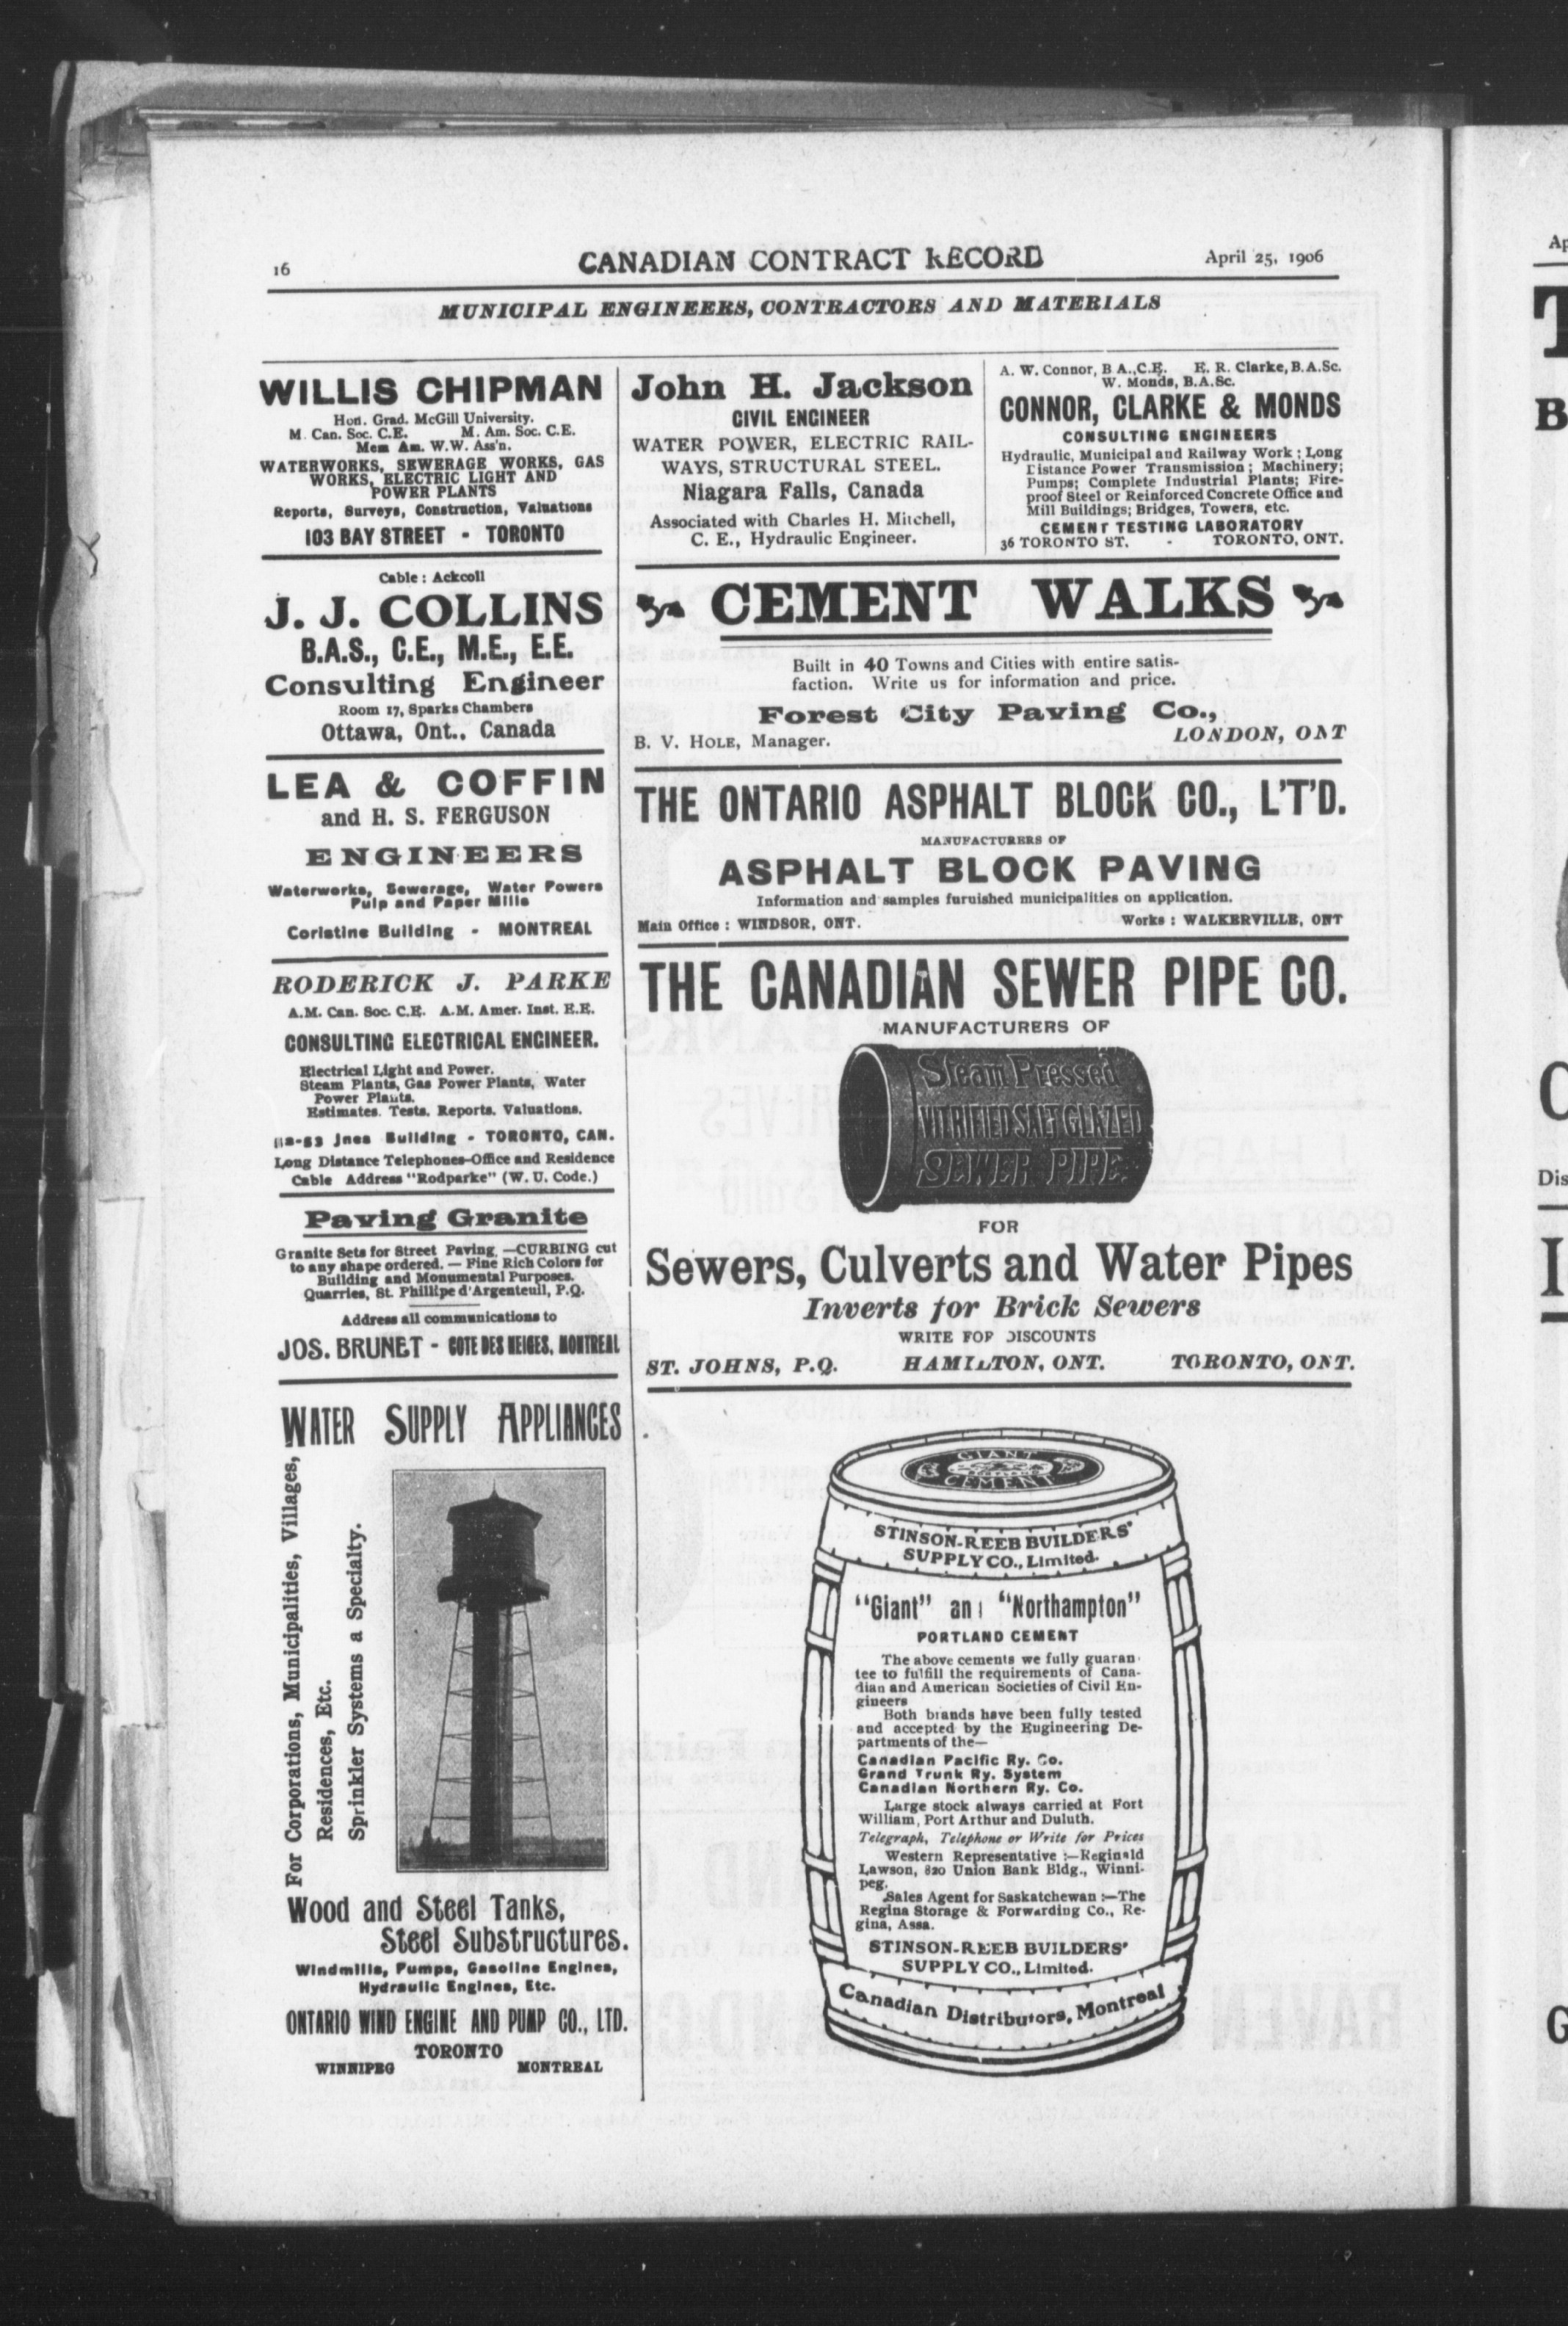 16
CANADIAN CONTRACT RECORD
April 25, 1906
MUNICIPAL ENGINEERS, CONTRACTORS AND MATERIALS
WILLIS CHIPMAN
Hon. Grad. McGill University.
M. Can. Soc. C.E. M. Am. Soc. C.E.
Mem Am. W.W. Ass'n.
WATERWORKS, SEWERAGE WORKS, GAS
WORKS, ELECTRIC LIGHT AND
POWER PLANTS
Reports, Surveys, Construction, Valuations
103 BAY STREET - TORONTO
Cable : Ackcoll
J. J. COLLINS
B.A.S., C.E., M.E., E.E.
Consulting Engineer
Room 17, Sparks Chambers
Ottawa, Ont., Canada
LEA & COFFIN
and H. S. FERGUSON
ENGINEERS
Waterworks, Sewerage, Water Powers
Pulp and Paper Mills
Coristine Building - MONTREAL
RODERICK J. PARKE
A.M. Can. Soc. C.E. A.M. Amer. Inst. E.E.
CONSULTING ELECTRICAL ENGINEER.
Electrical Light and Power.
Steam Plants, Gas Power Plants, Water
Power Plants.
Estimates. Tests. Reports. Valuations.
Jnes Building - TORONTO, CAN.
Long Distance Telephones-Office and Residence
Cable Address "Rodparke" (W. U. Code.)
Paving Granite
Granite Sets for Street Paving, —CURBING cut
to any shape ordered. — Fine Rich Colors for
Building and Monumental Purposes.
Quarries, St. Phillipe d'Argenteuil, P.Q.
Address all communications to
JOS. BRUNET - COTE DES NEIGES, MONTREAL
WATER SUPPLY APPLIANCES
For Corporations, Municipalities, Villages,
Residences, Etc.
Sprinkler Systems a Specialty.
Wood and Steel Tanks,
Steel Substructures.
Windmills, Pumps, Gasoline Engines,
Hydraulic Engines, Etc.
ONTARIO WIND ENGINE AND PUMP CO., LTD.
TORONTO
WINNIPEG MONTREAL
John H. Jackson
CIVIL ENGINEER
WATER POWER, ELECTRIC RAIL-
WAYS, STRUCTURAL STEEL.
Niagara Falls, Canada
Associated with Charles H. Mitchell,
C. E., Hydraulic Engineer.
A. W. Connor, B A.,C.E. E. R. Clarke, B.A.Sc.
W. Monds, B.A.Sc.
CONNOR, CLARKE & MONDS
CONSULTING ENGINEERS
Hydraulic, Municipal and Railway Work ; Long
Distance Power Transmission ; Machinery;
Pumps; Complete Industrial Plants; Fire-
proof Steel or Reinforced Concrete Office and
Mill Buildings; Bridges, Towers, etc.
CEMENT TESTING LABORATORY
36 TORONTO ST. - TORONTO, ONT.
CEMENT WALKS
Built in 40 Towns and Cities with entire satis-
faction. Write us for information and price.
Forest City Paving Co.,
B. V. HOLE, Manager. LONDON, ONT
THE ONTARIO ASPHALT BLOCK CO., L'T'D.
MANUFACTURERS OF
ASPHALT BLOCK PAVING
Information and samples furnished municipalities on application.
Main Office : WINDSOR, ONT. Works : WALKERVILLE, ONT
THE CANADIAN SEWER PIPE CO.
MANUFACTURERS OF
Steam Pressed
VITRIFIED SALT GLAZED
SEWER PIPE
FOR
Sewers, Culverts and Water Pipes
Inverts for Brick Sewers
WRITE FOR DISCOUNTS
ST. JOHNS, P.Q. HAMILTON, ONT. TORONTO, ONT.
GIANT
CEMENT
STINSON-REEB BUILDERS'
SUPPLY CO., Limited.
"Giant" and "Northampton"
PORTLAND CEMENT
The above cements we fully guaran-
tee to fulfill the requirements of Cana-
dian and American Societies of Civil En-
gineers
Both brands have been fully tested
and accepted by the Engineering De-
partments of the—
Canadian Pacific Ry. Co.
Grand Trunk Ry. System
Canadian Northern Ry. Co.
Large stock always carried at Fort
William, Port Arthur and Duluth.
Telegraph, Telephone or Write for Prices
Western Representative :—Reginald
Lawson, 820 Union Bank Bldg., Winni-
peg.
Sales Agent for Saskatchewan :—The
Regina Storage & Forwarding Co., Re-
gina, Assa.
STINSON-REEB BUILDERS'
SUPPLY CO., Limited.
Canadian Distributors, Montreal